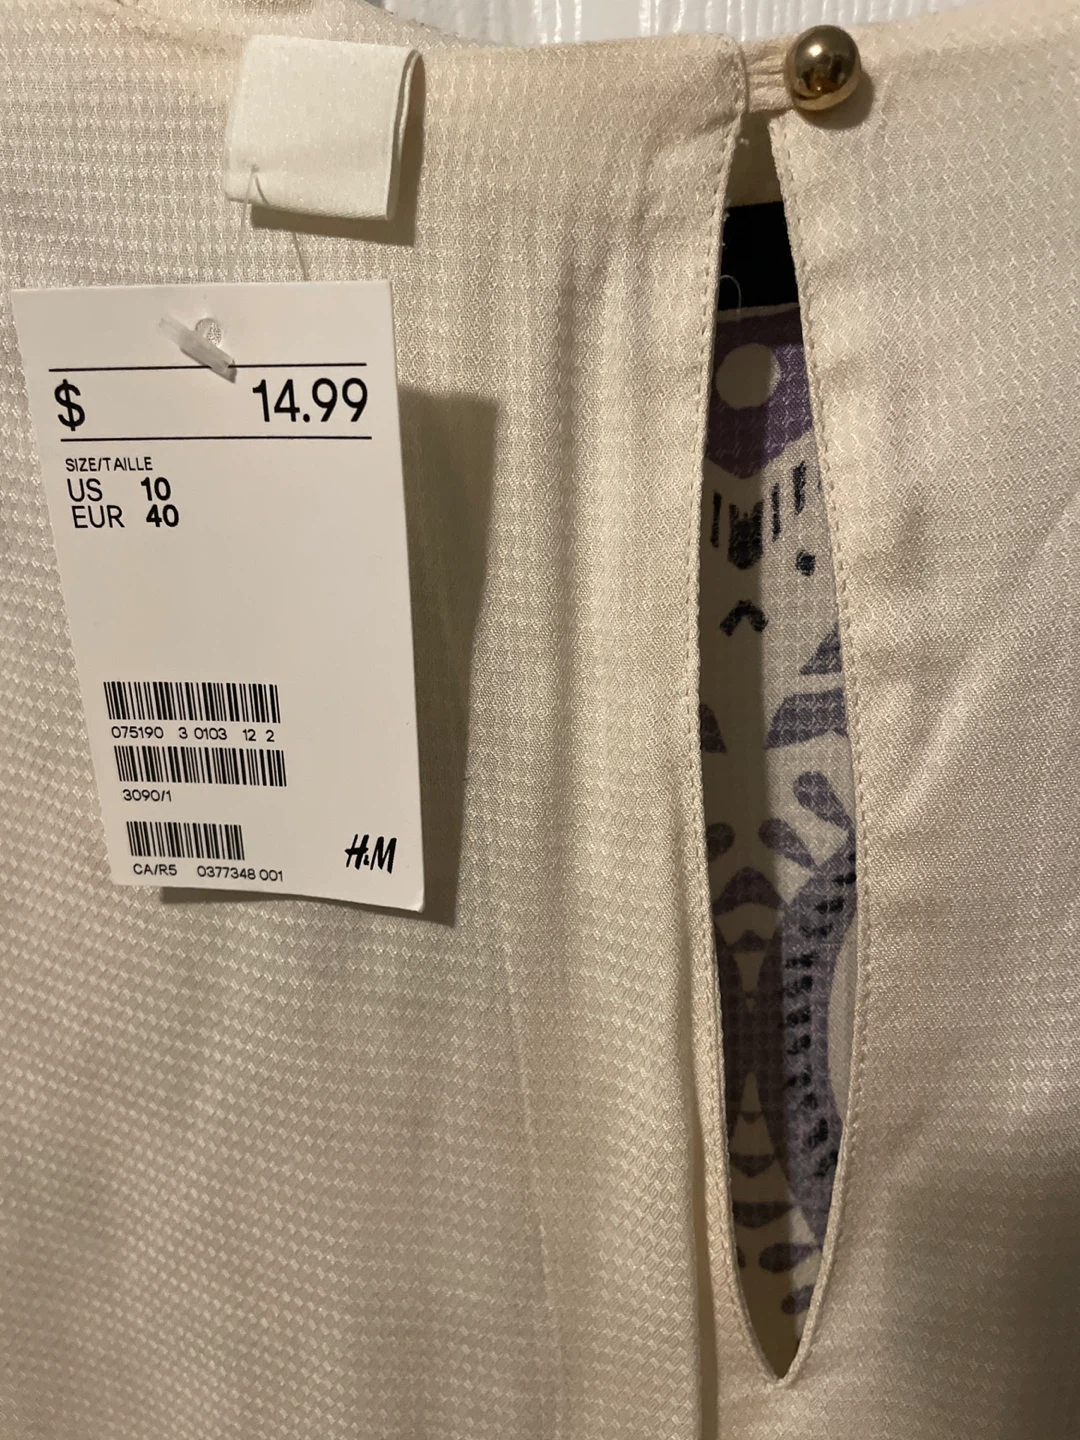 $ 14.99
SIZE/TAILLE
US 10
EUR 40
075190 3 0103 12 2
3090/1
H&M
CA/R5 0377348 001